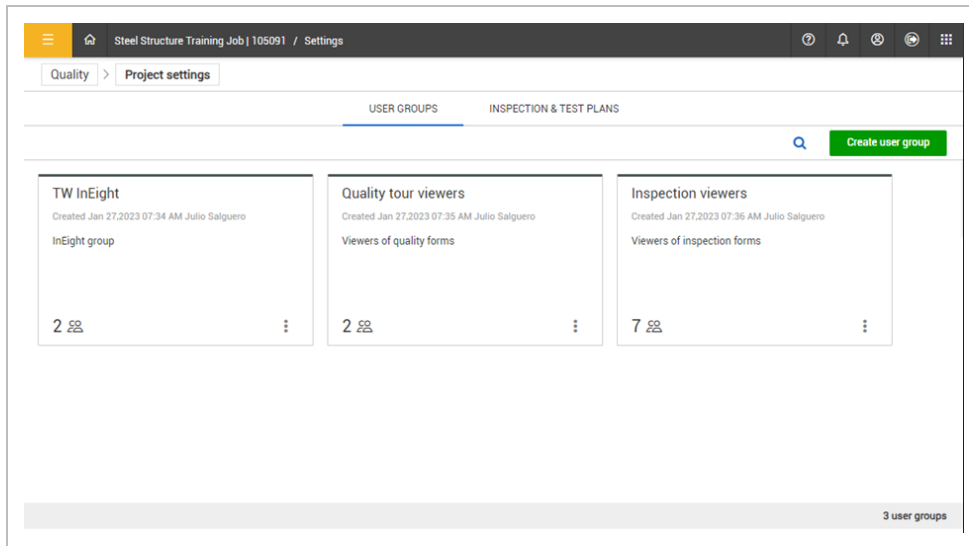 Steel Structure Training Job | 105091 / Settings
Quality > Project settings
USER GROUPS INSPECTION & TEST PLANS
Create user group
TW InEight
Created Jan 27,2023 07:34 AM Julio Salguero
InEight group
2
Quality tour viewers
Created Jan 27,2023 07:35 AM Julio Salguero
Viewers of quality forms
2
Inspection viewers
Created Jan 27,2023 07:36 AM Julio Salguero
Viewers of inspection forms
7
3 user groups